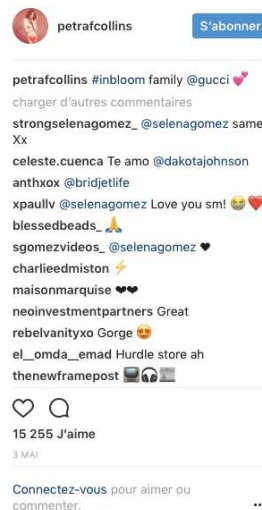 petrafcollins S'abonner
petrafcollins #inbloom family @gucci 💕
charger d'autres commentaires
strongselenagomez_ @selenagomez same
Xx
celeste.cuenca Te amo @dakotajohnson
anthxox @bridjetlife
xpaullv @selenagomez Love you sm! 😭❤️
blessedbeads_ 🙏
sgomezvideos_ @selenagomez ♥
charlieedmiston ⚡
maisonmarquise ♥♥
neoinvestmentpartners Great
rebelvanityxo Gorge 😍
el__omda__emad Hurdle store ah
thenewframepost 📺🎧📰
15 255 J'aime
3 MAI
Connectez-vous pour aimer ou
commenter.